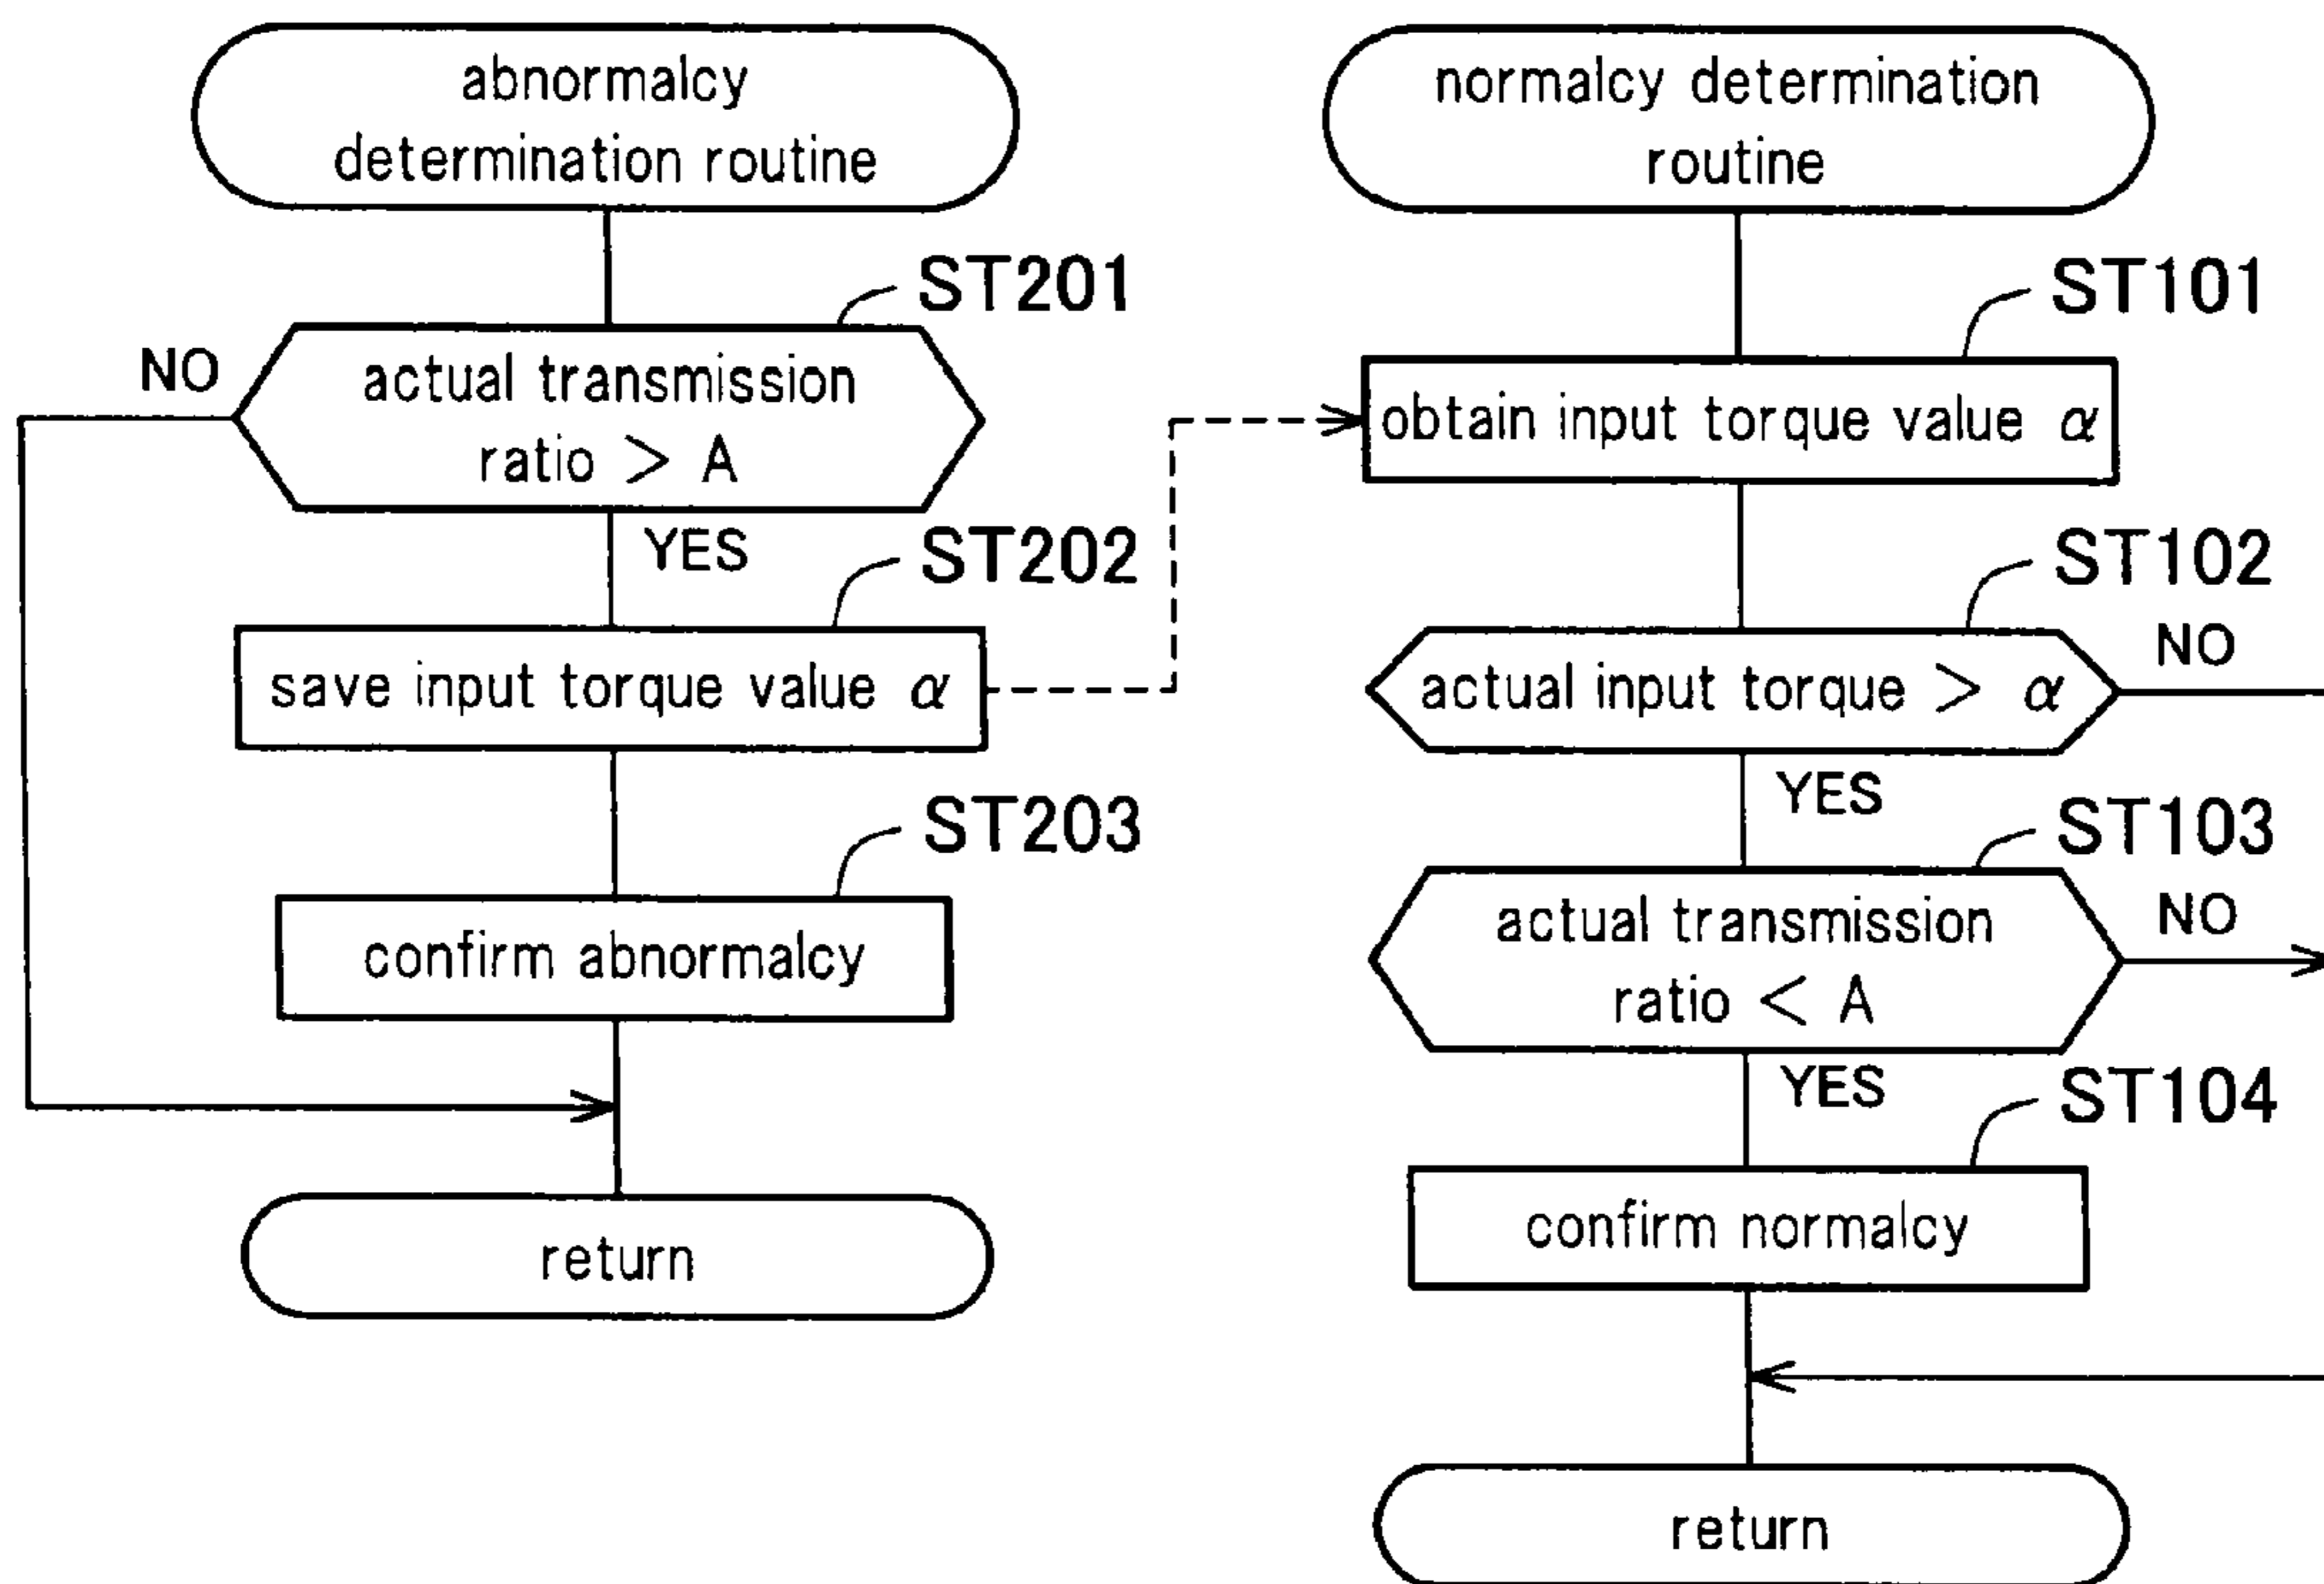 abnormalcy
determination routine
ST201
NO
actual transmission
ratio > A
YES
ST202
save input torque value α
ST203
confirm abnormalcy
return
normalcy determination
routine
ST101
obtain input torque value α
ST102
actual input torque > α
NO
YES
ST103
actual transmission
ratio < A
NO
YES
ST104
confirm normalcy
return